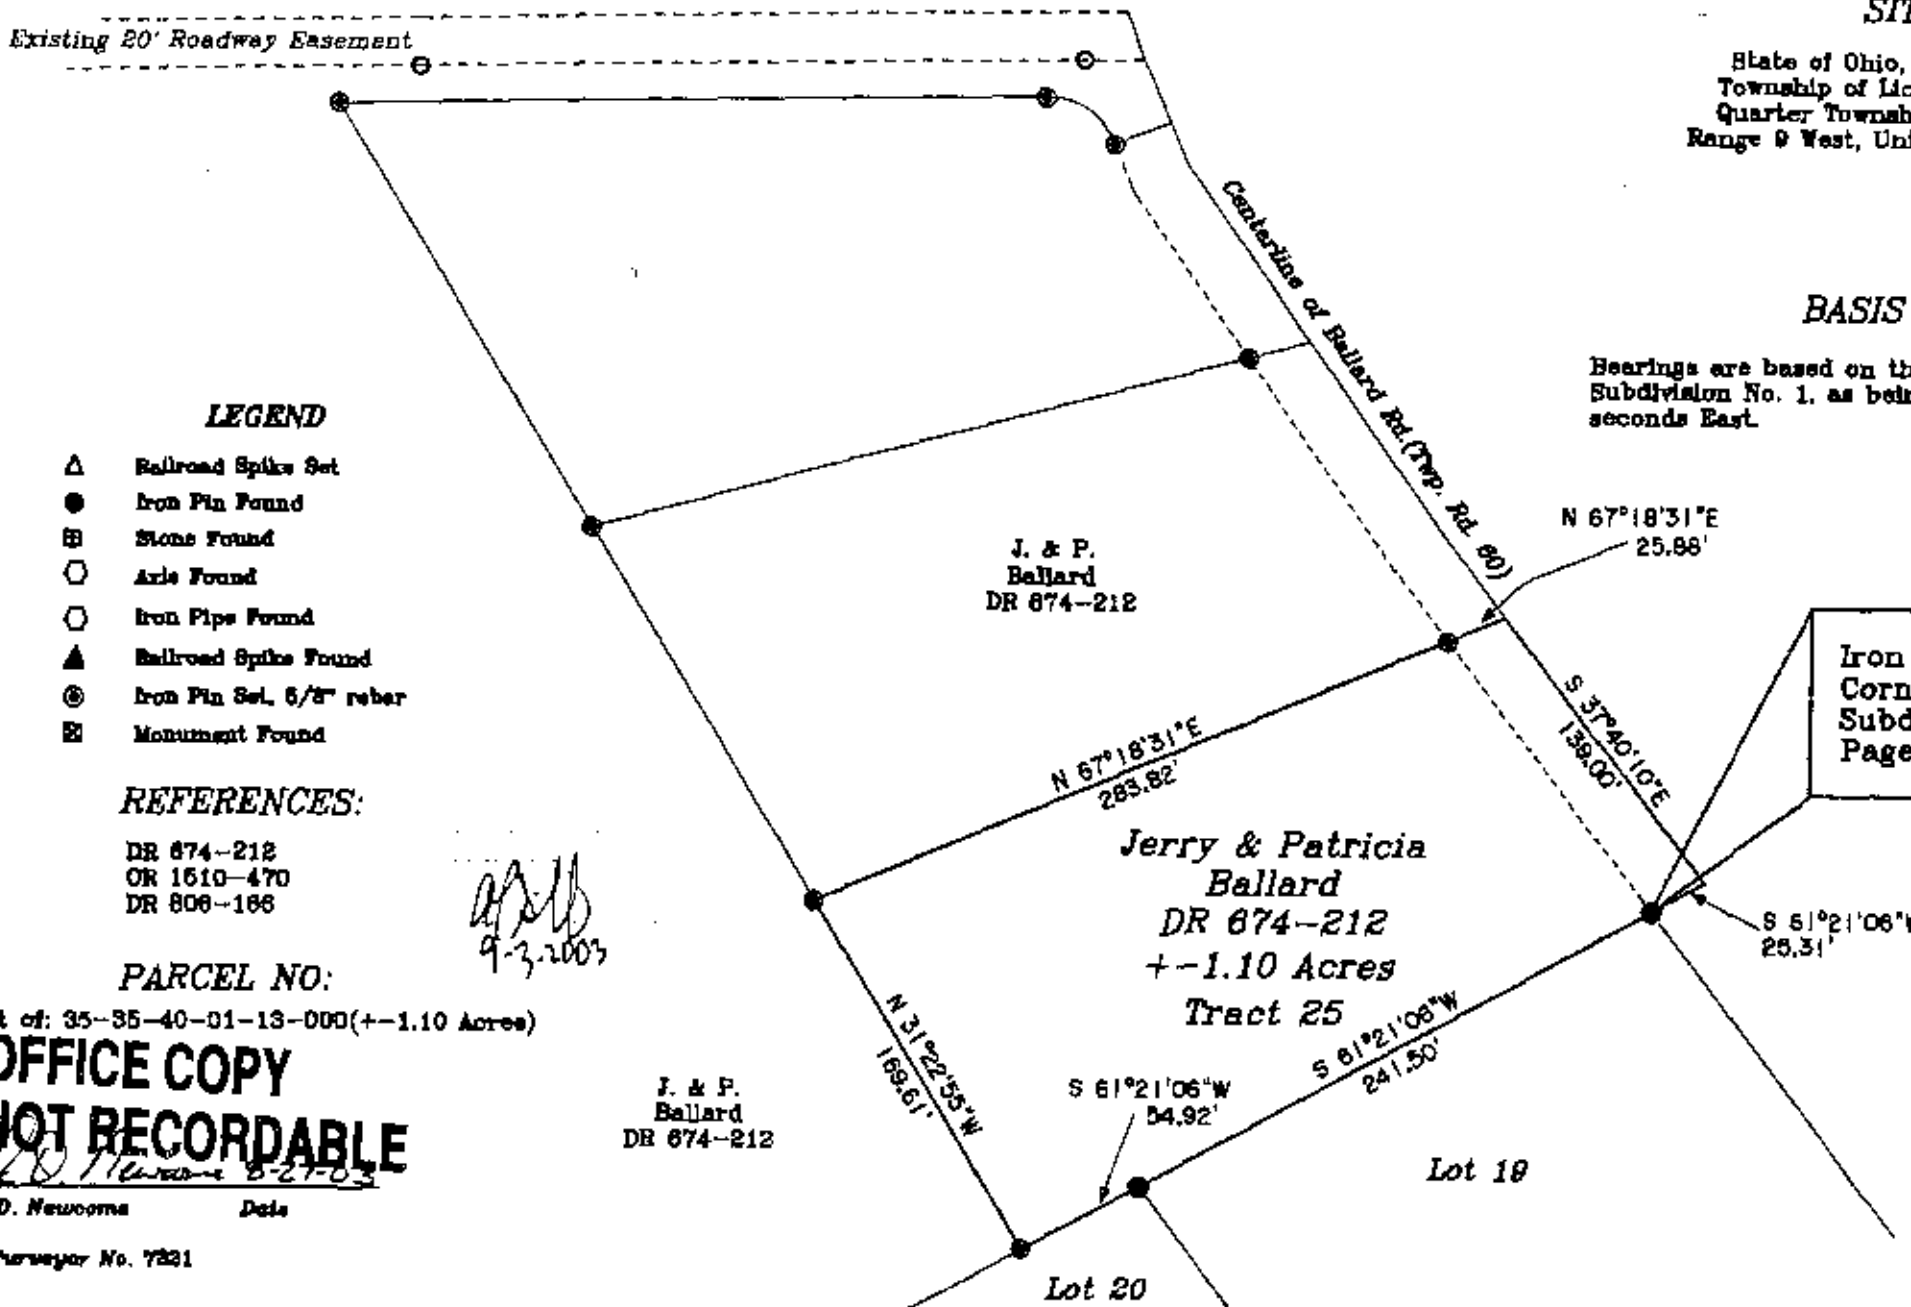 Existing 20' Roadway Easement
State of Ohio,
Quarter
Range 9 West,
Centerline of Ballard Rd.(Twp. Rd. 60)
BASIS
Bearings are based on
Subdivision No. 1, as
seconds East.
LEGEND
Railroad Spike Set
Iron Pin Found
Stone Found
Axle Found
Iron Pipe Found
Railroad Spike Found
Iron Pin Set, 5/8" rebar
Monument Found
N 67°18'31"E
25.88'
J. & P.
Ballard
DR 674-212
Iron
S 37°40'10"E
139.00'
Page
N 67°18'31"E
283.82'
REFERENCES:
DR 674-212
OR 1510-470
DR 806-166
9-3-2003
Jerry & Patricia
Ballard
DR 674-212
+-1.10 Acres
Tract 25
S 61°21'06"W
25.31'
PARCEL NO:
of: 35-35-40-01-13-000(+-1.10 Acres)
OFFICE COPY
NOT RECORDABLE
8-27-03
D. Newcome Date
Surveyor No. 7321
N 31°22'55"W
169.61'
J. & P.
Ballard
DR 674-212
S 61°21'06"W
54.92'
S 61°21'06"W
241.50'
Lot 19
Lot 20